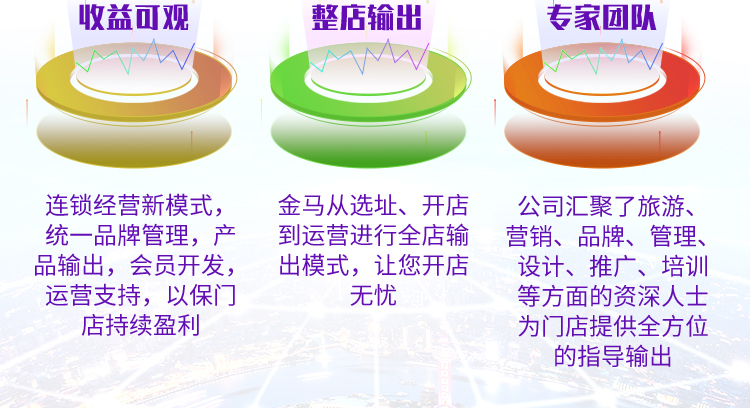 收益可观
整店输出
专家团队
连锁经营新模式，
统一品牌管理，产
品输出，会员开发，
运营支持，以保门
店持续盈利
金马从选址、开店
到运营进行全店输
出模式，让您开店
无忧
公司汇聚了旅游、
营销、品牌、管理、
设计、推广、培训
等方面的资深人士
为门店提供全方位
的指导输出